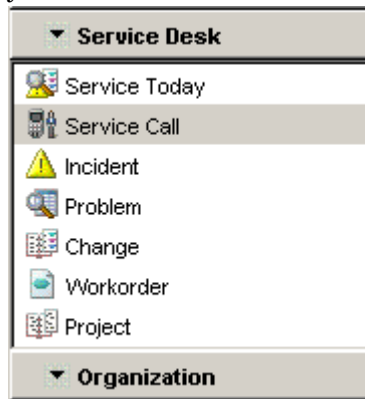 Service Desk
Service Today
Service Call
Incident
Problem
Change
Workorder
Project
Organization